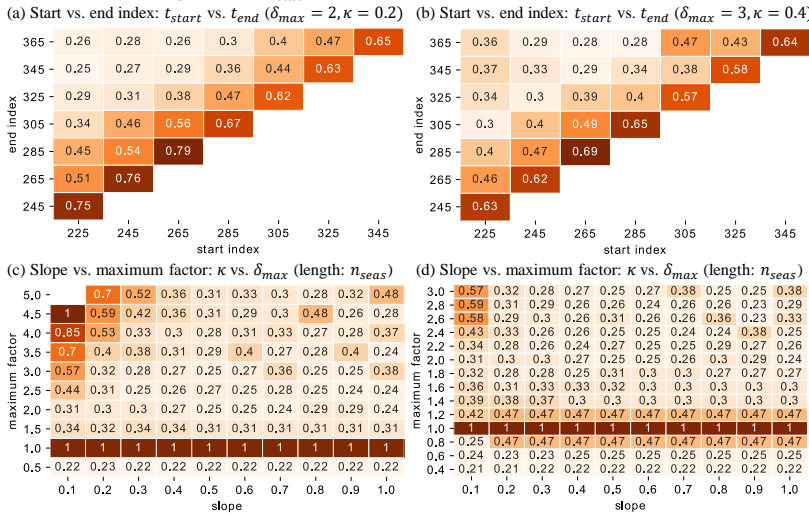 (a) Start vs. end index: t_start vs. t_end (δ_max = 2, κ = 0.2)
end index
365 0.26 0.28 0.26 0.3 0.4 0.47 0.65
345 0.25 0.27 0.29 0.36 0.44 0.63
325 0.29 0.31 0.38 0.47 0.62
305 0.34 0.46 0.56 0.67
285 0.45 0.54 0.79
265 0.51 0.76
245 0.75
225 245 265 285 305 325 345
start index
(b) Start vs. end index: t_start vs. t_end (δ_max = 3, κ = 0.4)
end index
365 0.36 0.29 0.28 0.28 0.47 0.43 0.64
345 0.37 0.33 0.29 0.34 0.38 0.58
325 0.34 0.3 0.39 0.4 0.57
305 0.3 0.4 0.49 0.65
285 0.4 0.47 0.69
265 0.46 0.62
245 0.63
225 245 265 285 305 325 345
start index
(c) Slope vs. maximum factor: κ vs. δ_max (length: n_seas)
maximum factor
5.0 0.7 0.52 0.36 0.31 0.33 0.3 0.28 0.32 0.48
4.5 1 0.59 0.42 0.36 0.31 0.29 0.3 0.48 0.26 0.28
4.0 0.85 0.53 0.33 0.3 0.28 0.31 0.33 0.27 0.28 0.37
3.5 0.7 0.4 0.38 0.31 0.29 0.4 0.27 0.28 0.4 0.24
3.0 0.57 0.32 0.28 0.27 0.25 0.27 0.36 0.25 0.25 0.38
2.5 0.44 0.31 0.25 0.26 0.27 0.25 0.28 0.25 0.24 0.24
2.0 0.31 0.3 0.3 0.27 0.25 0.25 0.24 0.29 0.29 0.24
1.5 0.34 0.32 0.34 0.34 0.31 0.31 0.31 0.31 0.31 0.31
1.0 1 1 1 1 1 1 1 1 1 1
0.5 0.22 0.23 0.22 0.22 0.22 0.22 0.22 0.22 0.22 0.22
0.1 0.2 0.3 0.4 0.5 0.6 0.7 0.8 0.9 1.0
slope
(d) Slope vs. maximum factor: κ vs. δ_max (length: n_seas)
maximum factor
3.0 0.57 0.32 0.28 0.27 0.25 0.27 0.38 0.25 0.25 0.38
2.8 0.59 0.31 0.29 0.26 0.26 0.24 0.26 0.26 0.23 0.29
2.6 0.58 0.29 0.3 0.26 0.31 0.26 0.25 0.36 0.23 0.33
2.4 0.43 0.33 0.26 0.26 0.25 0.24 0.24 0.38 0.25
2.2
2.0 0.31 0.3 0.3 0.27 0.25 0.26 0.3 0.29 0.24
1.8 0.32 0.28 0.28 0.25 0.31 0.3 0.3 0.25 0.27 0.26
1.6 0.36 0.31 0.33 0.33 0.32 0.3 0.3 0.3 0.3 0.3
1.4 0.39 0.38 0.37 0.3 0.3 0.3 0.3 0.3 0.3 0.3
1.2 0.42 0.47 0.47 0.47 0.47 0.47 0.47 0.47 0.47 0.47
1.0 1 1 1 1 1 1 1 1 1 1
0.8 0.25 0.47 0.47 0.47 0.47 0.47 0.47 0.47 0.47 0.47
0.6 0.24 0.23 0.23 0.25 0.25 0.25 0.25 0.25 0.25 0.25
0.4 0.21 0.21 0.22 0.22 0.22 0.22 0.22 0.22 0.22 0.22
0.1 0.2 0.3 0.4 0.5 0.6 0.7 0.8 0.9 1.0
slope